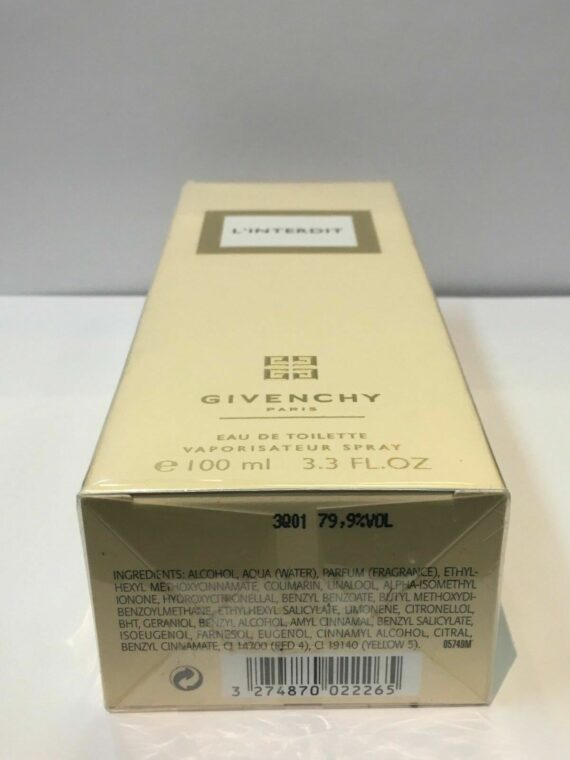 L'INTERDIT
GIVENCHY
PARIS
EAU DE TOILETTE
VAPORISATEUR SPRAY
e 100 ml 3.3 FL.OZ
3Q01 79,9%VOL
INGREDIENTS: ALCOHOL, AQUA (WATER), PARFUM (FRAGRANCE), ETHYL-
HEXYL METHOXYCINNAMATE, COUMARIN, LINALOOL, ALPHA-ISOMETHYL
IONONE, HYDROXYCITRONELLAL, BENZYL BENZOATE, BUTYL METHOXYDI-
BENZOYLMETHANE, ETHYLHEXYL SALICYLATE, LIMONENE, CITRONELLOL,
BHT, GERANIOL, BENZYL ALCOHOL, AMYL CINNAMAL, BENZYL SALICYLATE,
ISOEUGENOL, FARNESOL, EUGENOL, CINNAMYL ALCOHOL, CITRAL,
BENZYL CINNAMATE, CI 14700 (RED 4), CI 19140 (YELLOW 5). 05749M
3 274870 022265